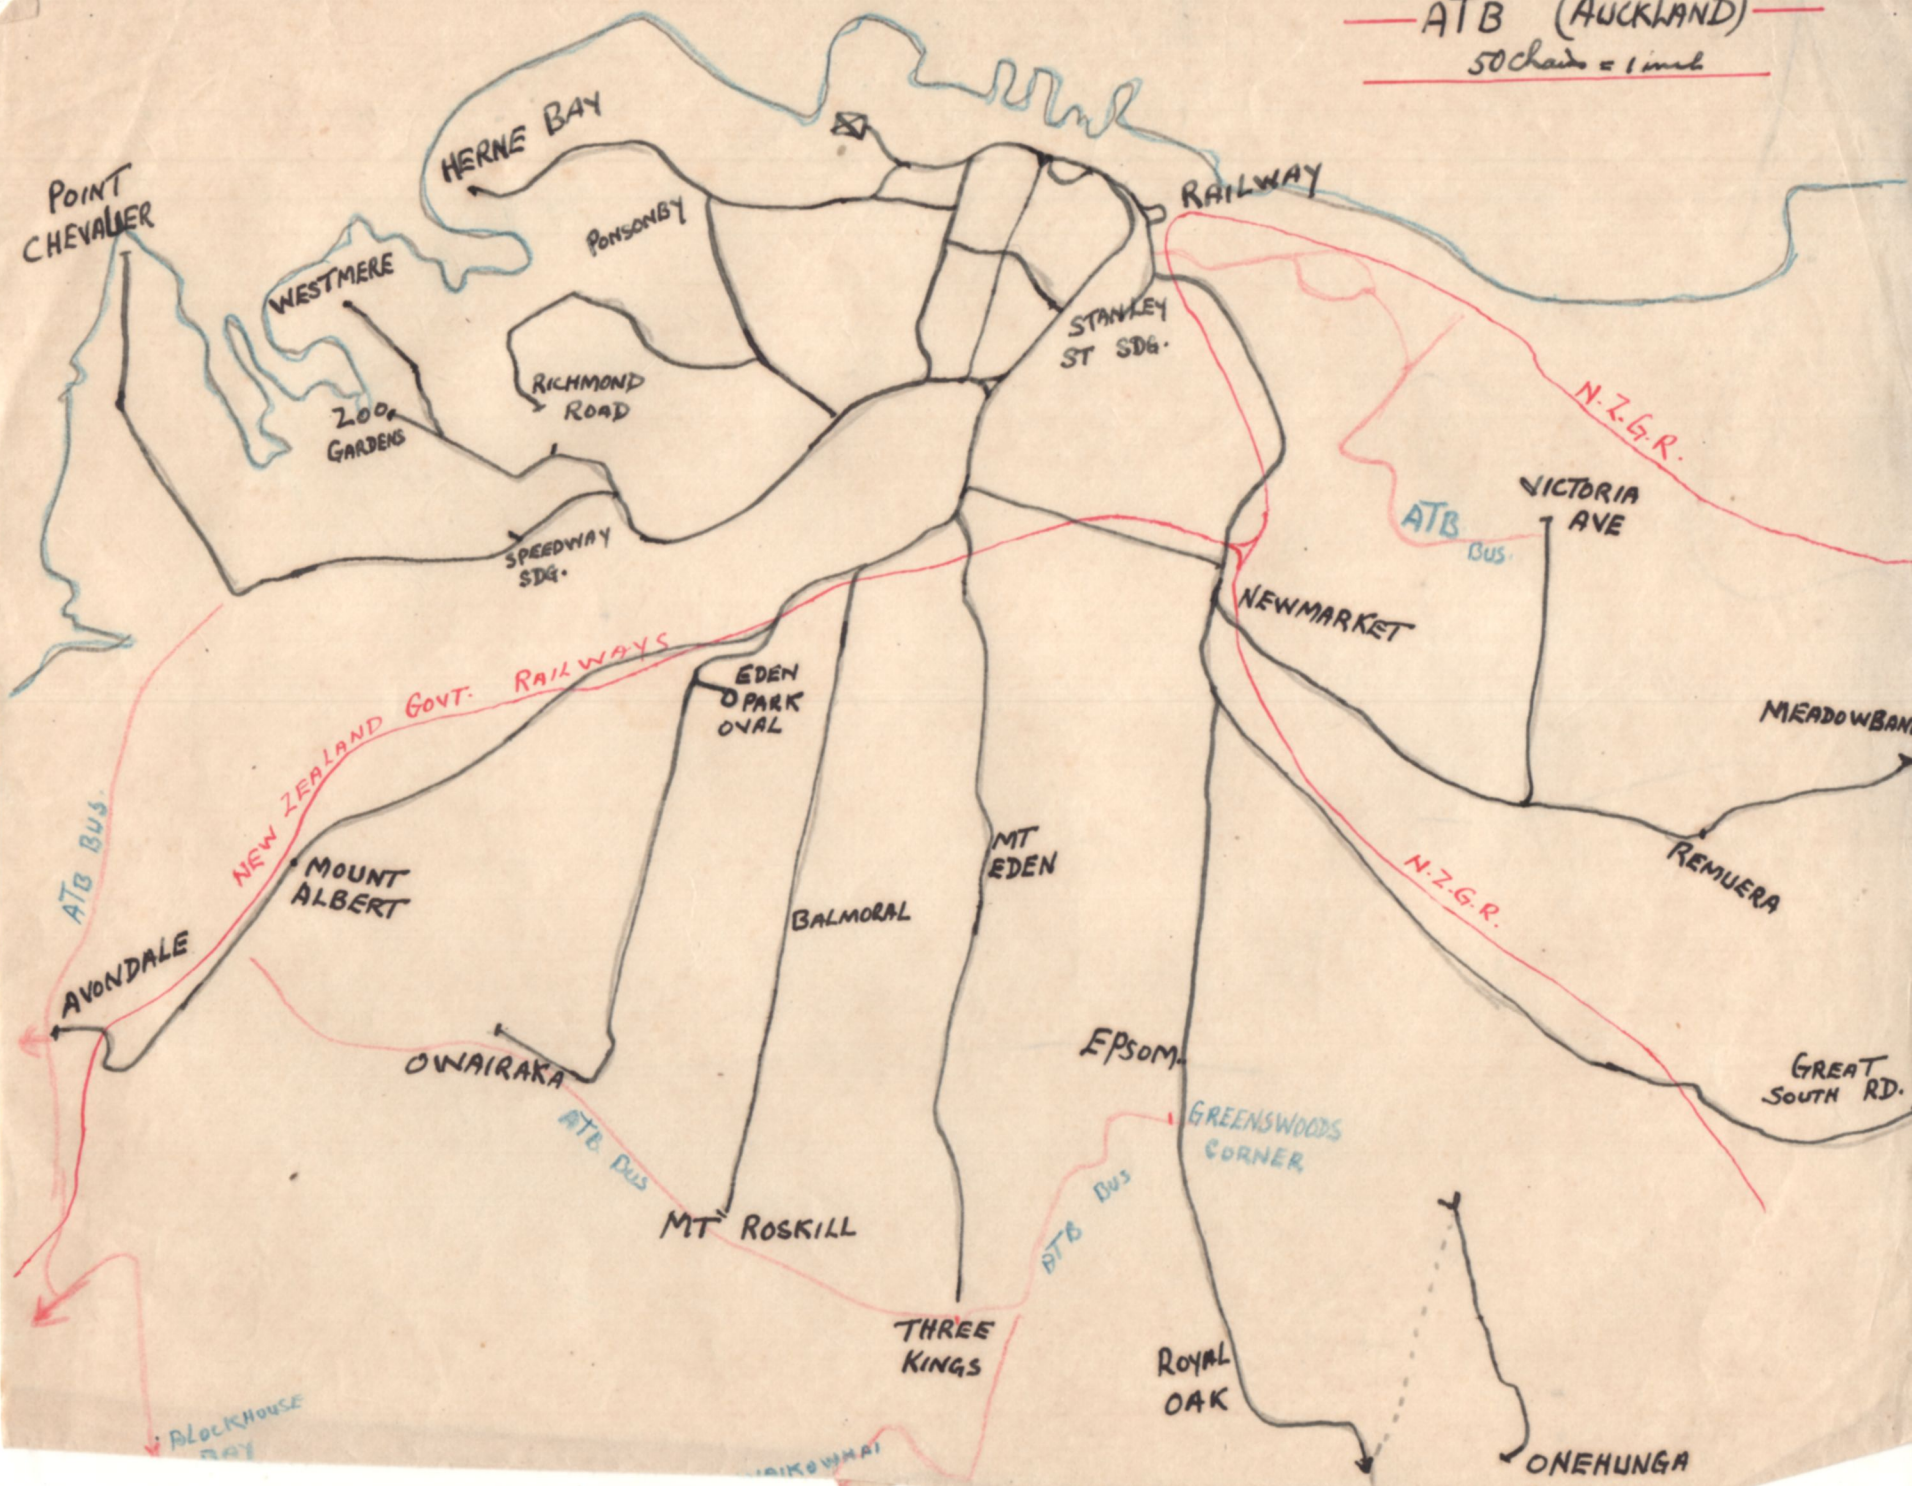 ATB (AUCKLAND)
50 Chains = 1 inch
HERNE BAY
POINT
CHEVALIER
RAILWAY
PONSONBY
WESTMERE
STANLEY
ST SDG.
RICHMOND
ROAD
ZOO
GARDENS
N.Z.G.R.
VICTORIA
AVE
ATB
BUS.
SPEEDWAY
SDG.
NEWMARKET
NEW ZEALAND GOVT. RAILWAYS
EDEN
PARK
OVAL
MEADOWBAN
ATB BUS.
MT
EDEN
REMUERA
MOUNT
ALBERT
N.Z.G.R.
BALMORAL
AVONDALE
EPSOM.
OWAIRAKA
GREAT
SOUTH RD.
ATB BUS
GREENSWOODS
CORNER
ATB BUS
MT ROSKILL
THREE
KINGS
ROYAL
OAK
BLOCKHOUSE
BAY
WAIKOWHAI
ONEHUNGA